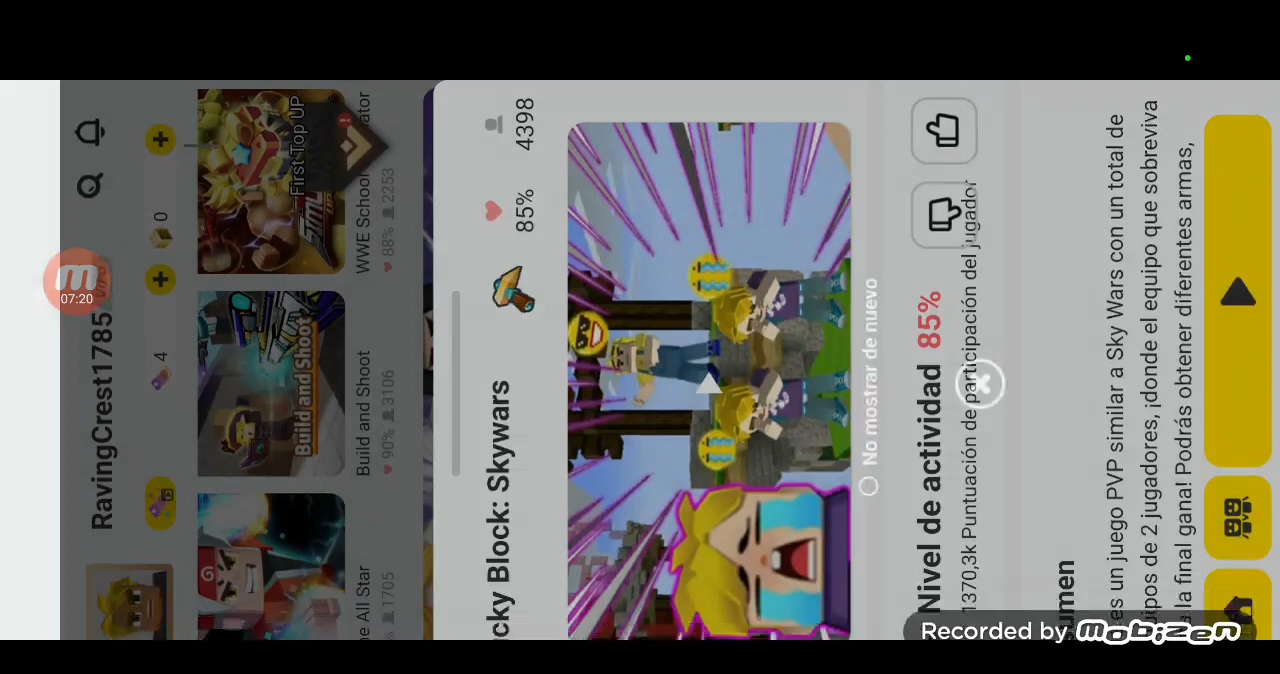 RavingCrest1785
4
0
First Top UP
WWE School
88% 2253
Build and Shoot
Build and Shoot
90% 3106
All Star
1705
07:20
cky Block: Skywars
85%
4398
No mostrar de nuevo
Nivel de actividad 85%
1370,3k Puntuación de participación del jugador
umen
es un juego PVP similar a Sky Wars con un total de
uipos de 2 jugadores, ¡donde el equipo que sobreviva
la final gana! Podrás obtener diferentes armas,
Recorded by mobizen